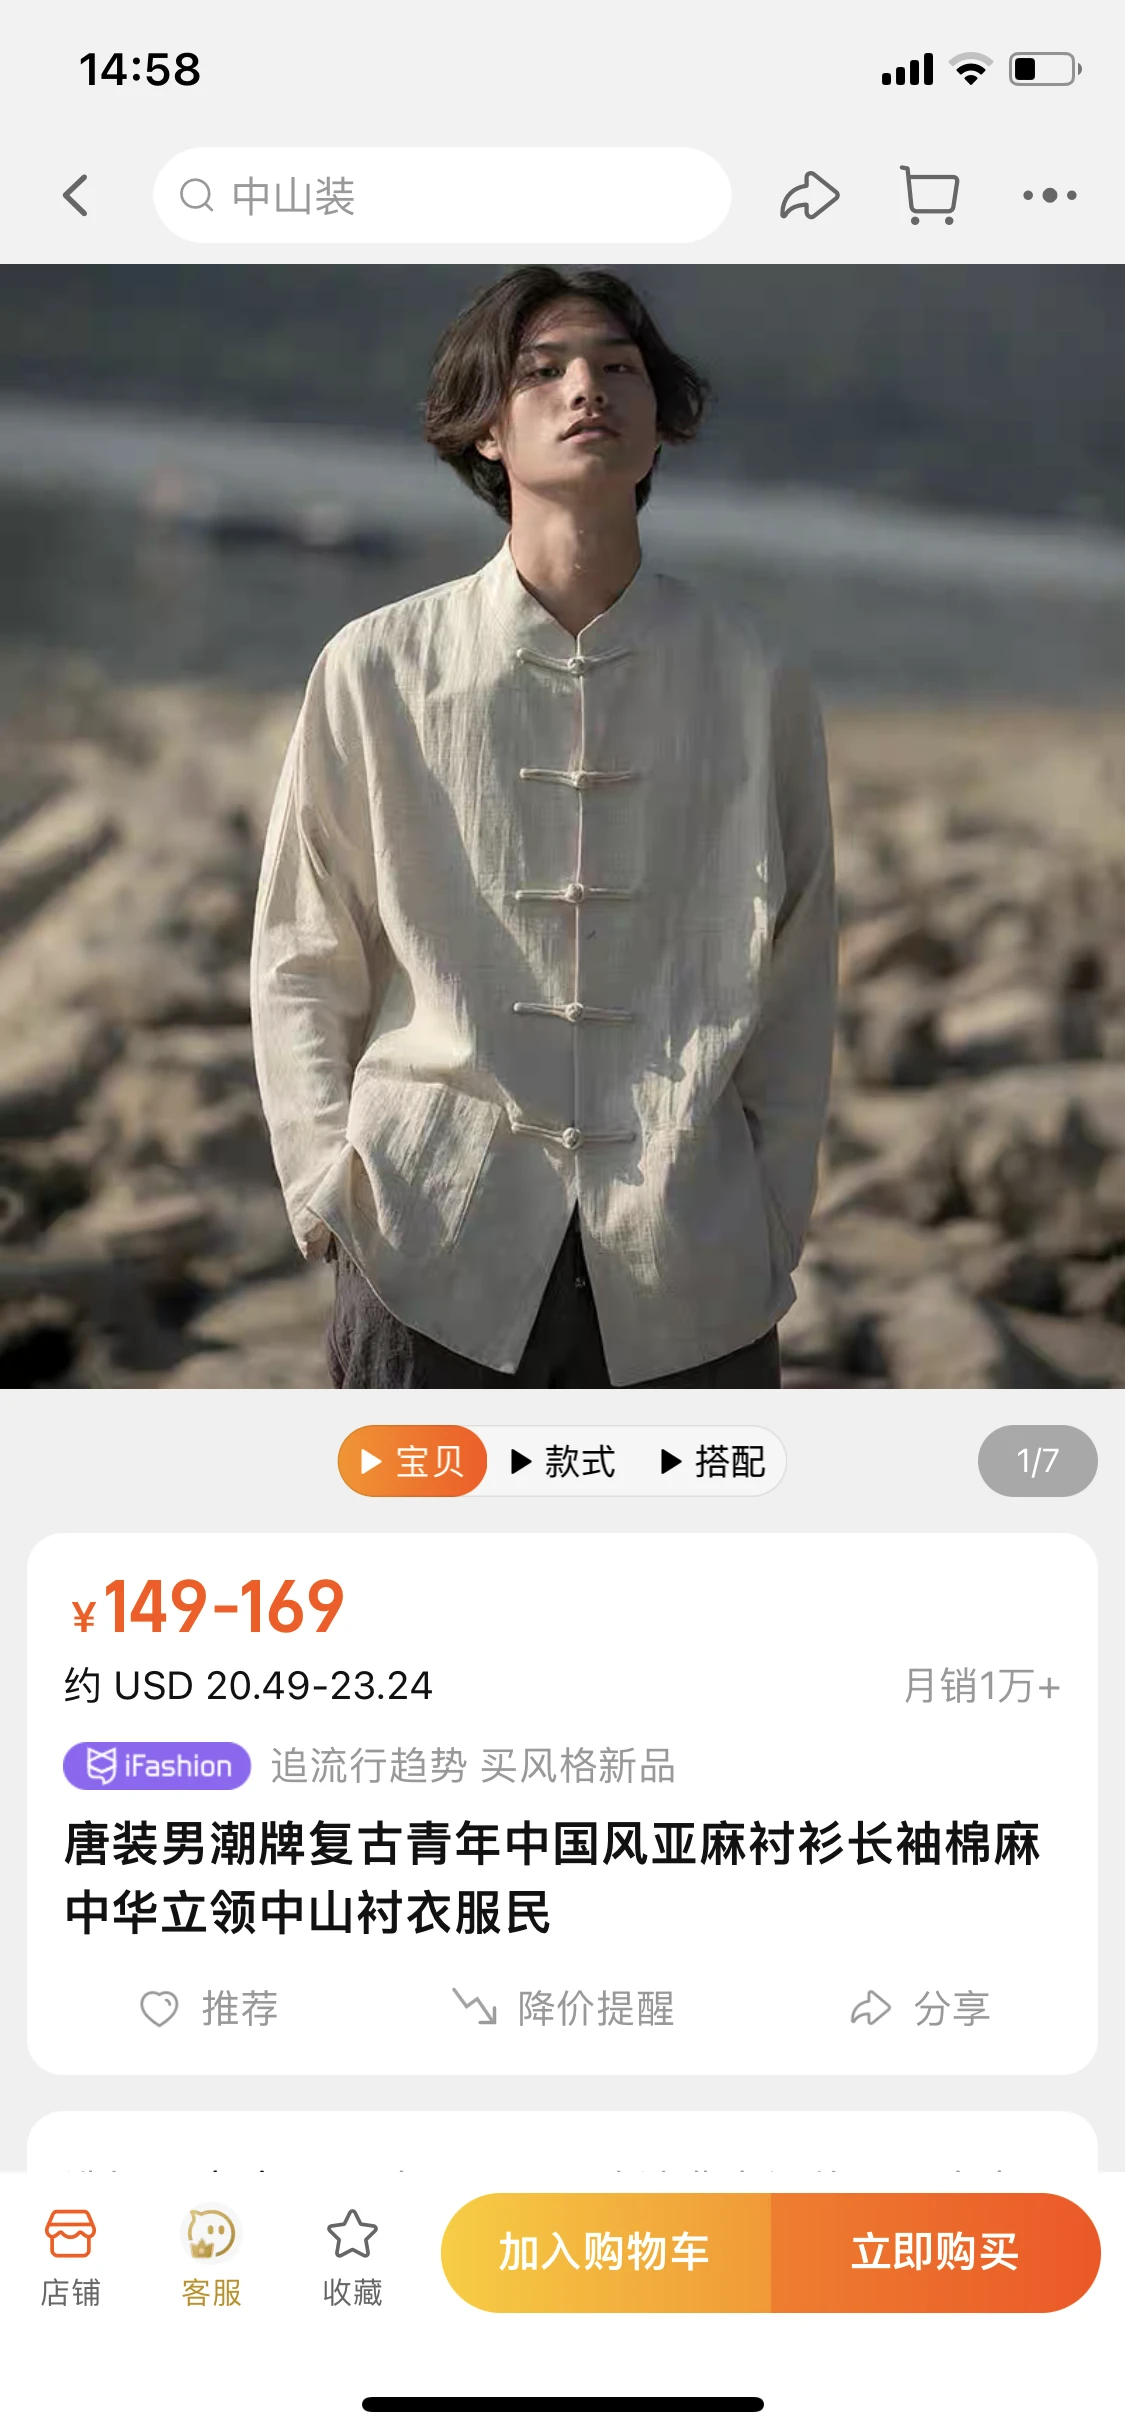 14:58
中山装
宝贝 款式 搭配
1/7
¥149-169
约 USD 20.49-23.24
月销1万+
iFashion 追流行趋势 买风格新品
唐装男潮牌复古青年中国风亚麻衬衫长袖棉麻
中华立领中山衬衣服民
推荐 降价提醒 分享
店铺 客服 收藏 加入购物车 立即购买